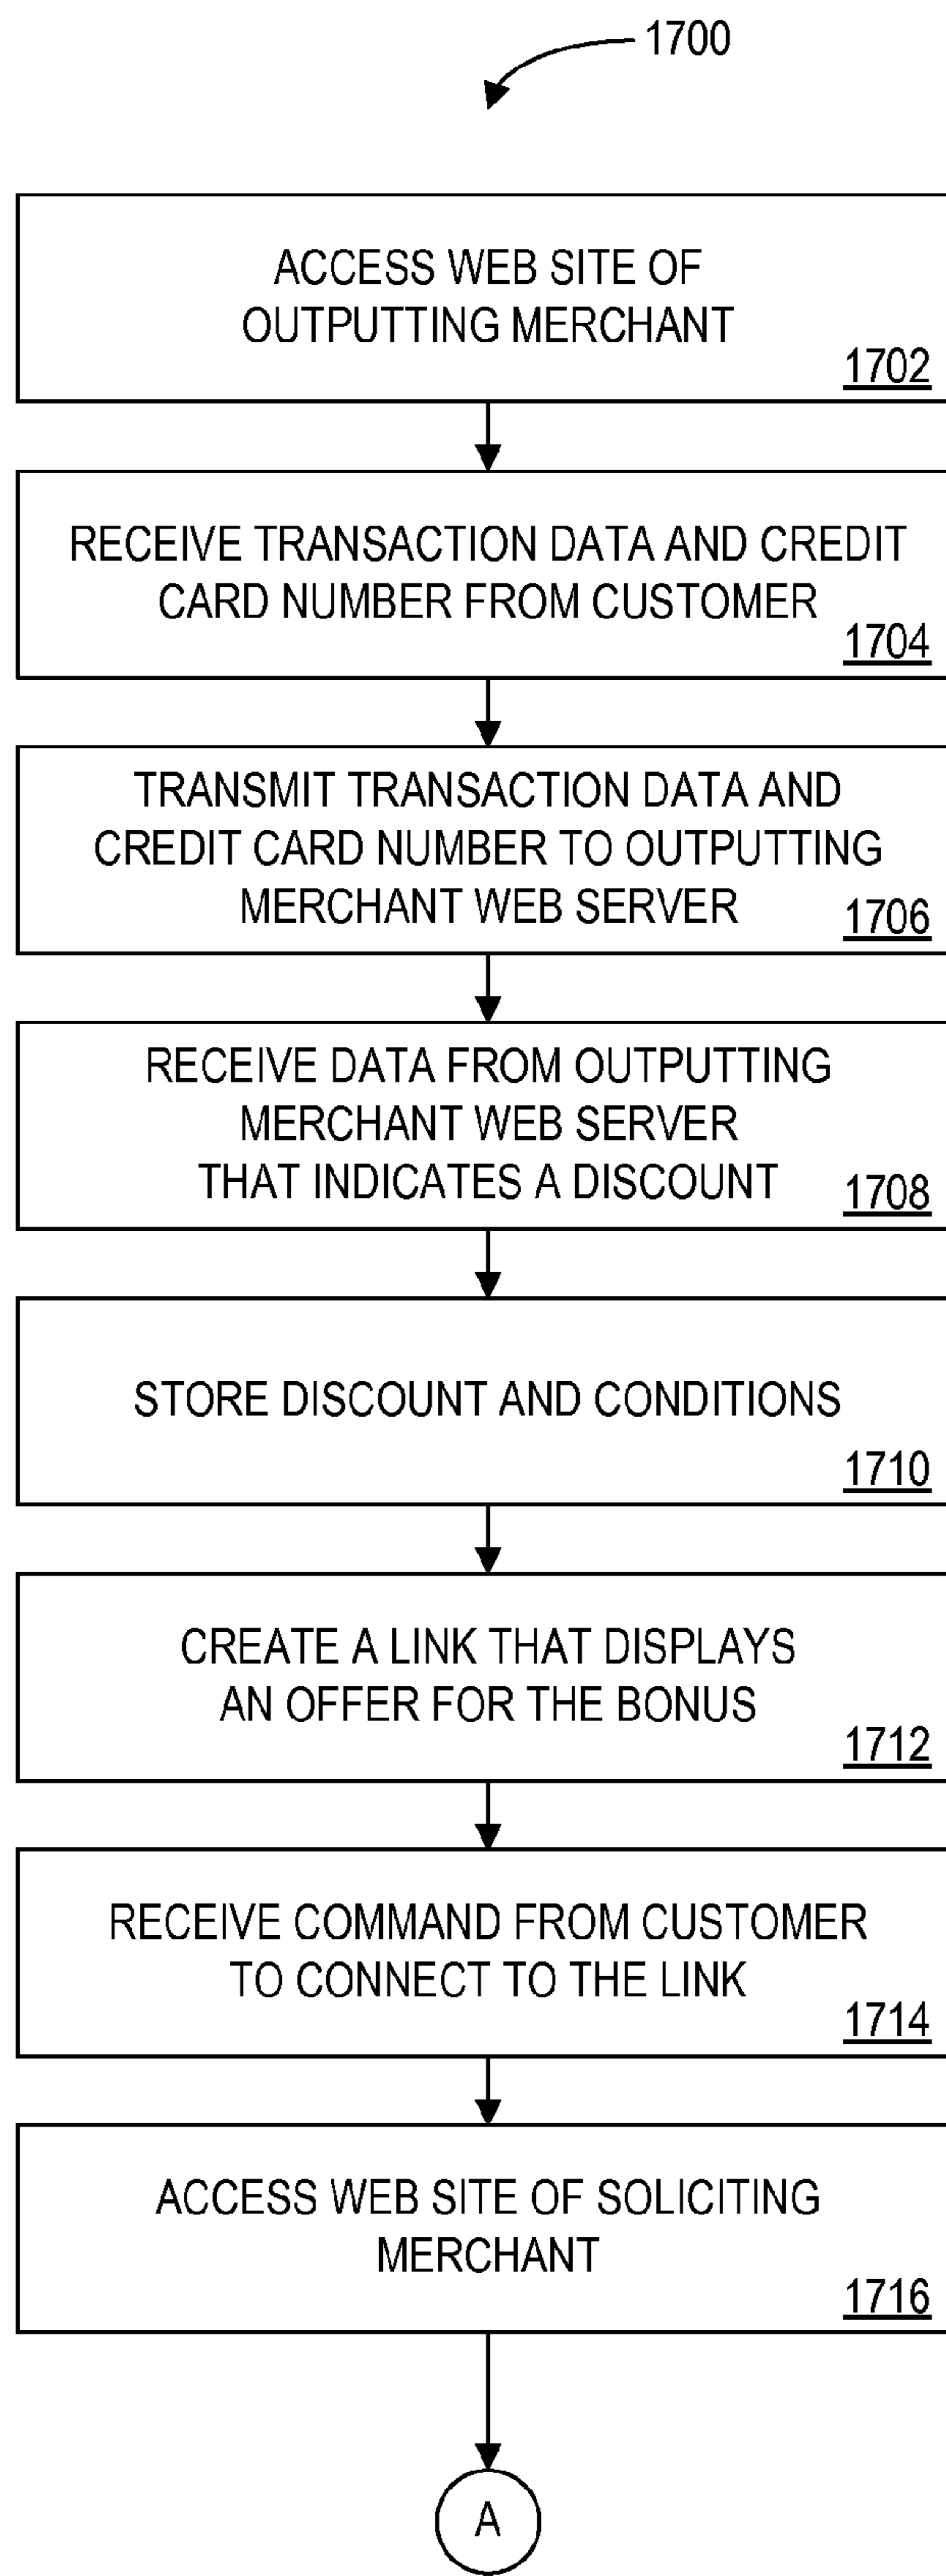 1700
ACCESS WEB SITE OF
OUTPUTTING MERCHANT
1702
RECEIVE TRANSACTION DATA AND CREDIT
CARD NUMBER FROM CUSTOMER
1704
TRANSMIT TRANSACTION DATA AND
CREDIT CARD NUMBER TO OUTPUTTING
MERCHANT WEB SERVER
1706
RECEIVE DATA FROM OUTPUTTING
MERCHANT WEB SERVER
THAT INDICATES A DISCOUNT
1708
STORE DISCOUNT AND CONDITIONS
1710
CREATE A LINK THAT DISPLAYS
AN OFFER FOR THE BONUS
1712
RECEIVE COMMAND FROM CUSTOMER
TO CONNECT TO THE LINK
1714
ACCESS WEB SITE OF SOLICITING
MERCHANT
1716
A